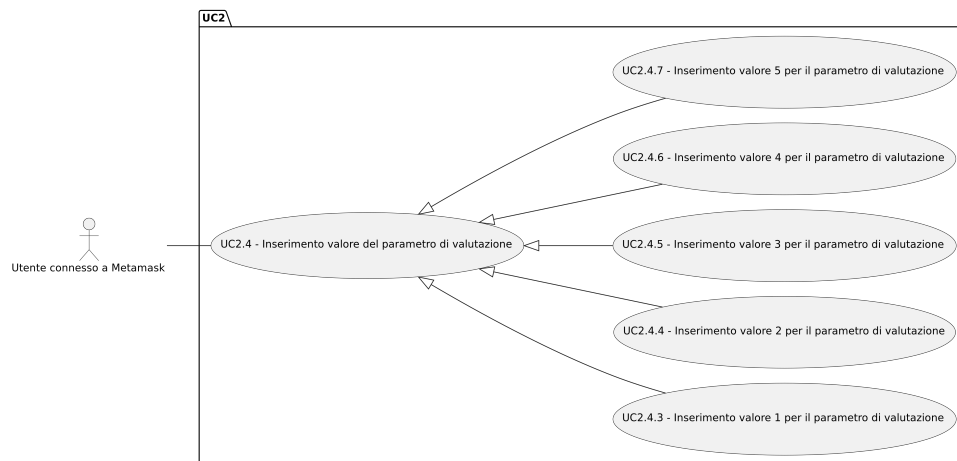 UC2
UC2.4.7 - Inserimento valore 5 per il parametro di valutazione
UC2.4.6 - Inserimento valore 4 per il parametro di valutazione
UC2.4 - Inserimento valore del parametro di valutazione
UC2.4.5 - Inserimento valore 3 per il parametro di valutazione
Utente connesso a Metamask
UC2.4.4 - Inserimento valore 2 per il parametro di valutazione
UC2.4.3 - Inserimento valore 1 per il parametro di valutazione